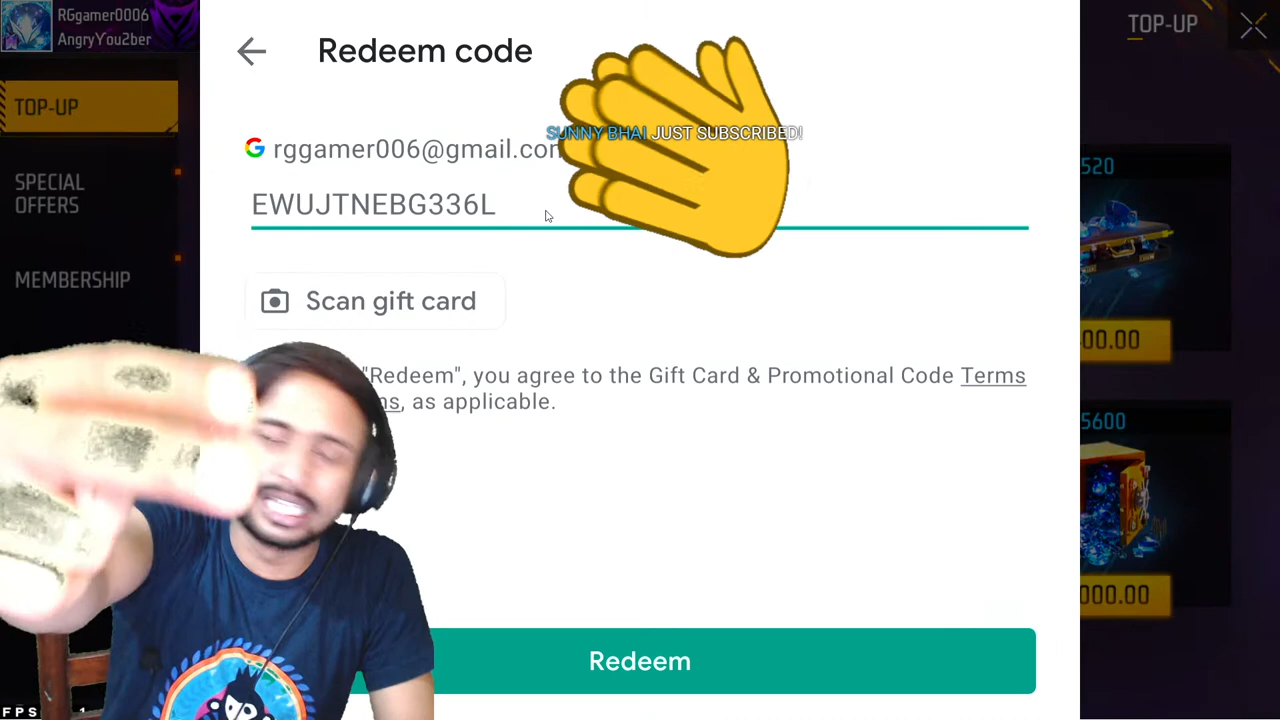 RGgamer0006
AngryYou2ber
TOP-UP
SPECIAL
OFFERS
MEMBERSHIP
Redeem code
SUNNY BHAI JUST SUBSCRIBED!
rggamer006@gmail.com
EWUJTNEBG336L
Scan gift card
"Redeem", you agree to the Gift Card & Promotional Code Terms
, as applicable.
Redeem
TOP-UP
520
00.00
5600
000.00
FPS